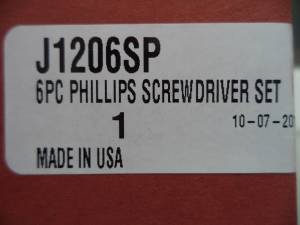 J1206SP
6PC PHILLIPS SCREWDRIVER SET
1
10-07-20
MADE IN USA